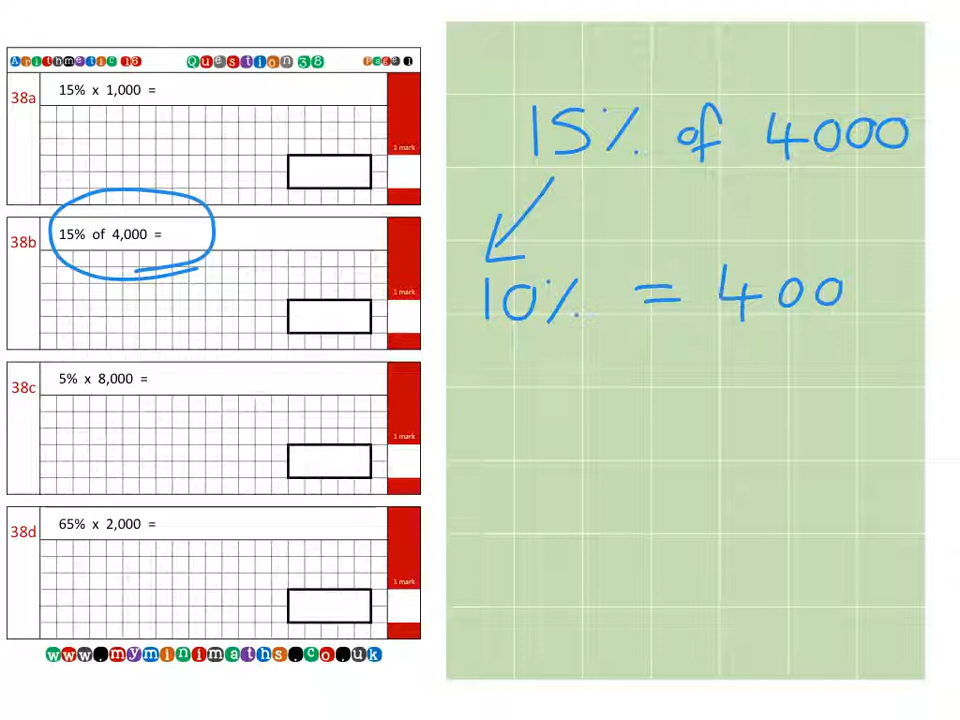 Arithmetic 16 Question 38 Page 1
38a 15% x 1,000 =
1 mark
38b 15% of 4,000 =
1 mark
38c 5% x 8,000 =
1 mark
38d 65% x 2,000 =
1 mark
www.myminimaths.co.uk
15% of 4000
10% = 400